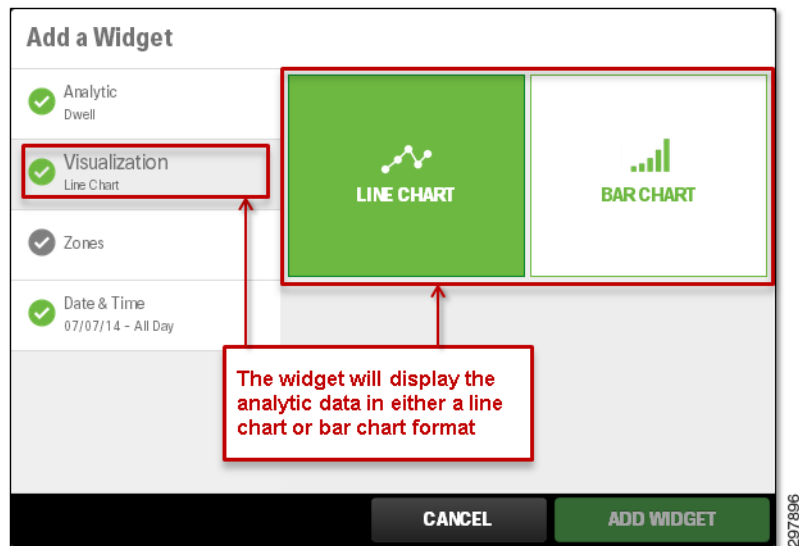 Add a Widget
Analytic
Dwell
Visualization
Line Chart
Zones
Date & Time
07/07/14 - All Day
LINE CHART
BAR CHART
The widget will display the
analytic data in either a line
chart or bar chart format
CANCEL
ADD WIDGET
297896